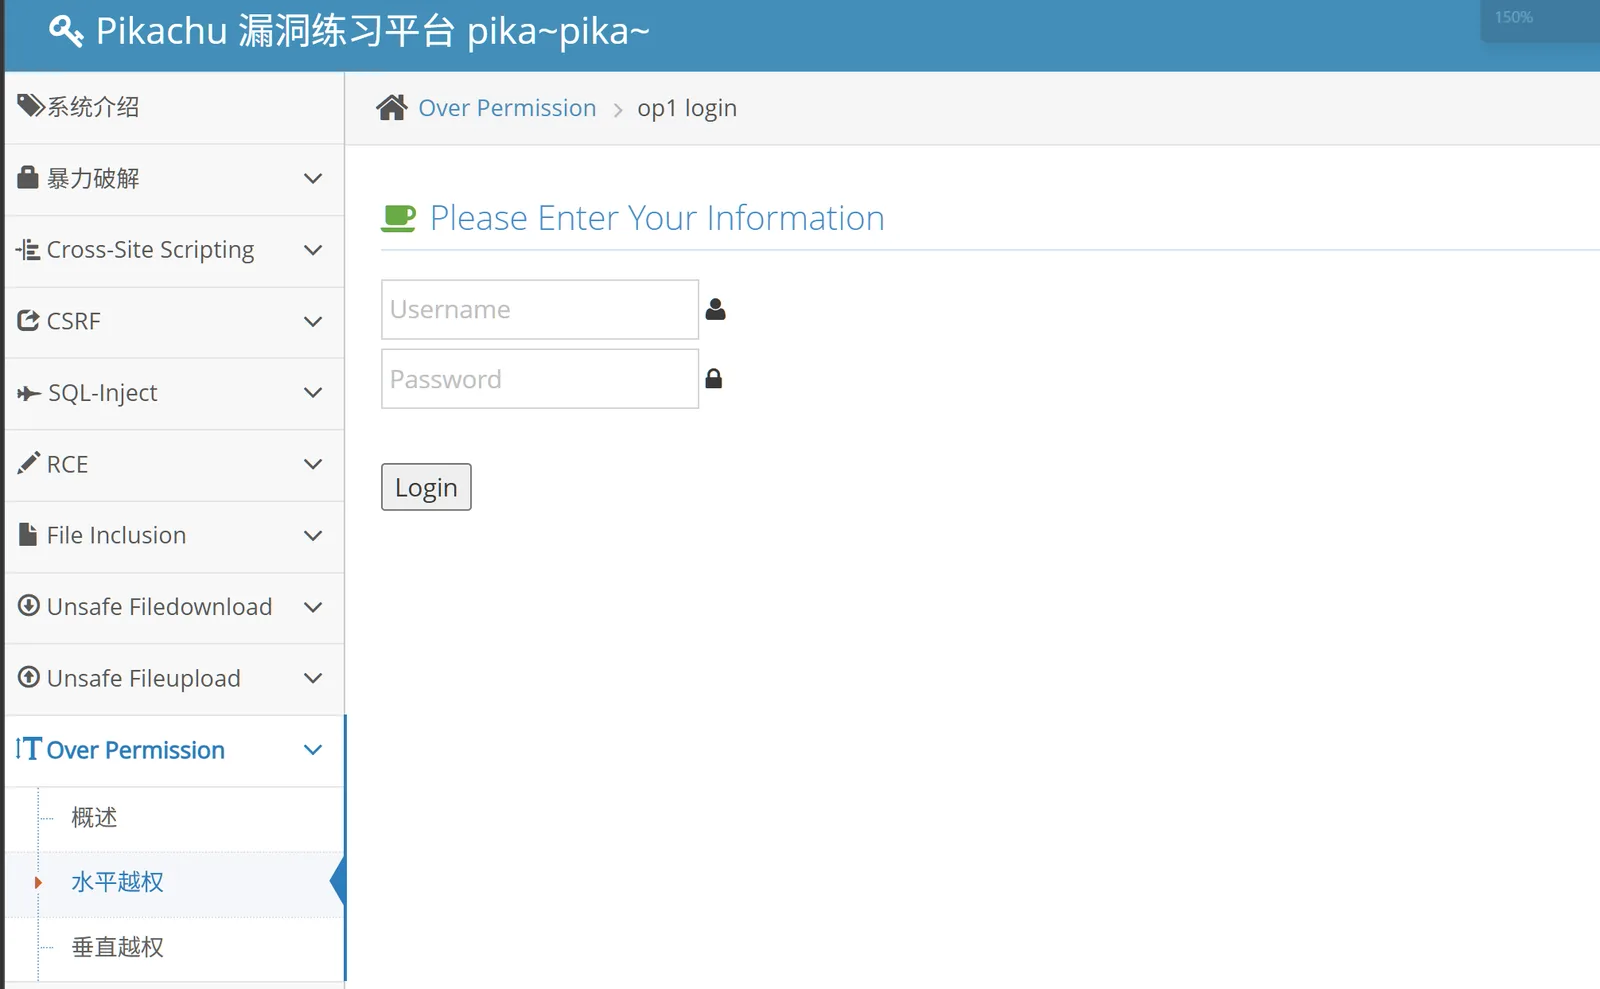 Pikachu 漏洞练习平台 pika~pika~
150%
系统介绍
暴力破解
Cross-Site Scripting
CSRF
SQL-Inject
RCE
File Inclusion
Unsafe Filedownload
Unsafe Fileupload
Over Permission
概述
水平越权
垂直越权
Over Permission > op1 login
Please Enter Your Information
Username
Password
Login